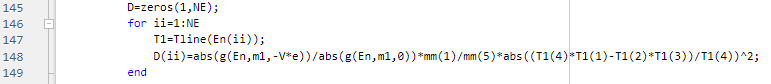 145 D=zeros(1,NE);
146 for ii=1:NE
147 T1=Tline(En(ii));
148 D(ii)=abs(g(En,m1,-V*e))/abs(g(En,m1,0))*mm(1)/mm(5)*abs((T1(4)*T1(1)-T1(2)*T1(3))/T1(4))^2;
149 end